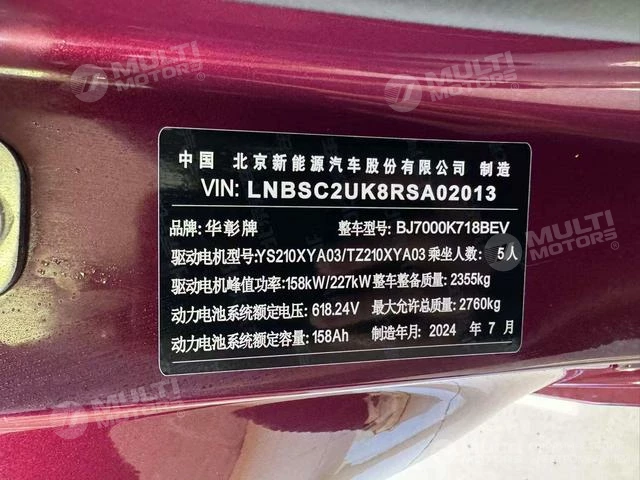 MULTI MOTORS®
MULTI MOTORS®
中国 北京新能源汽车股份有限公司 制造
VIN: LNBSC2UK8RSA02013
品牌: 华彰牌 整车型号: BJ7000K718BEV
驱动电机型号:YS210XYA03/TZ210XYA03 乘坐人数: 5人
驱动电机峰值功率:158kW/227kW 整车整备质量: 2355kg
动力电池系统额定电压: 618.24V 最大允许总质量: 2760kg
动力电池系统额定容量: 158Ah 制造年月: 2024 年 7 月
MULTI MOTORS®
MULTI MOTORS®